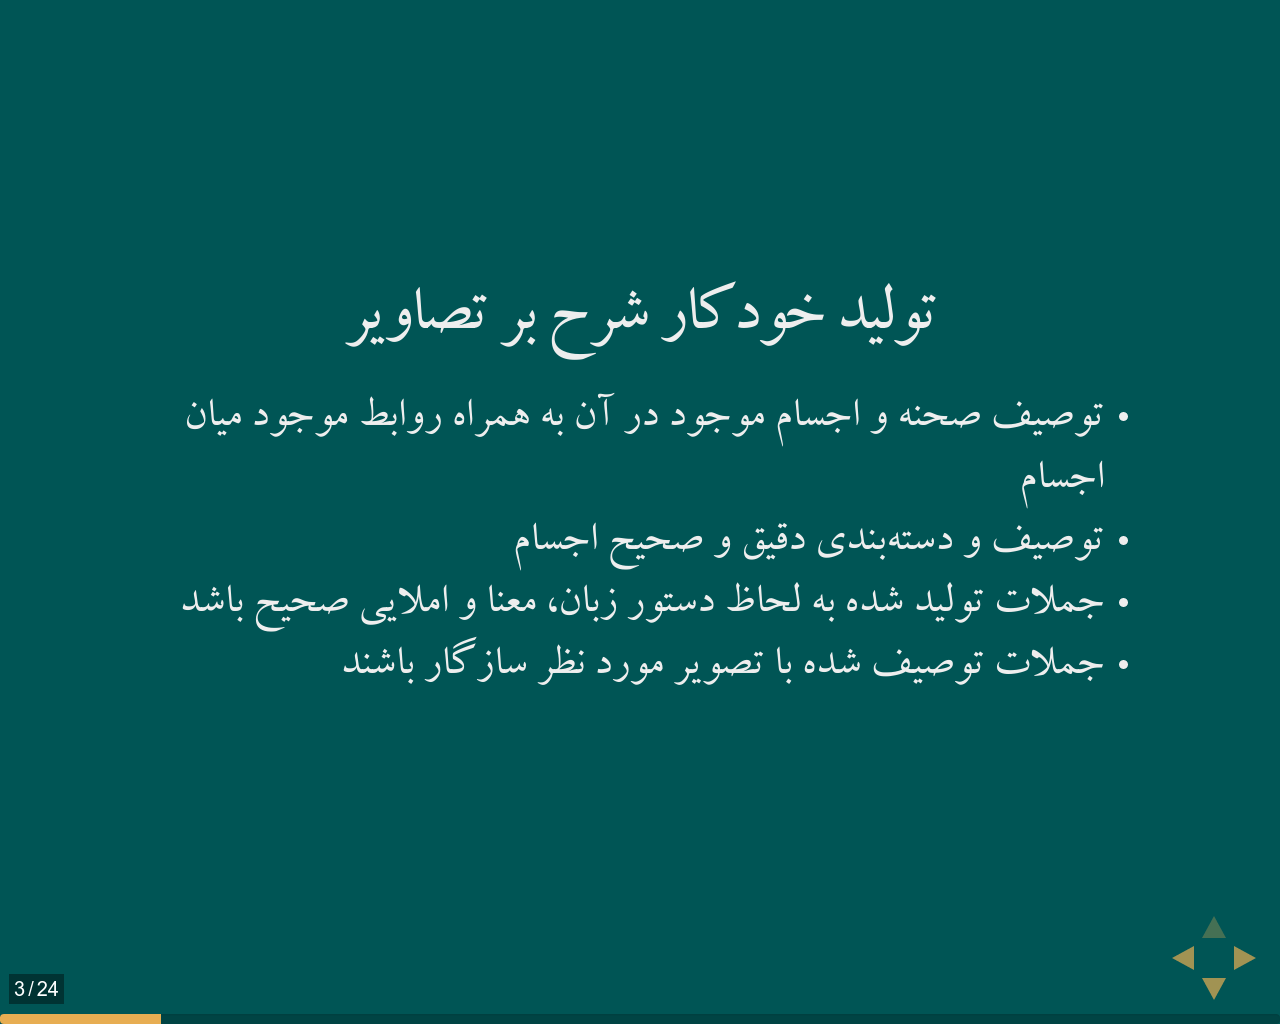 تولید خودکار شرح بر تصاویر
• توصیف صحنه و اجسام موجود در آن به همراه روابط موجود میان
اجسام
• توصیف و دسته‌بندی دقیق و صحیح اجسام
• جملات تولید شده به لحاظ دستور زبان، معنا و املایی صحیح باشد
• جملات توصیف شده با تصویر مورد نظر سازگار باشند
3 / 24